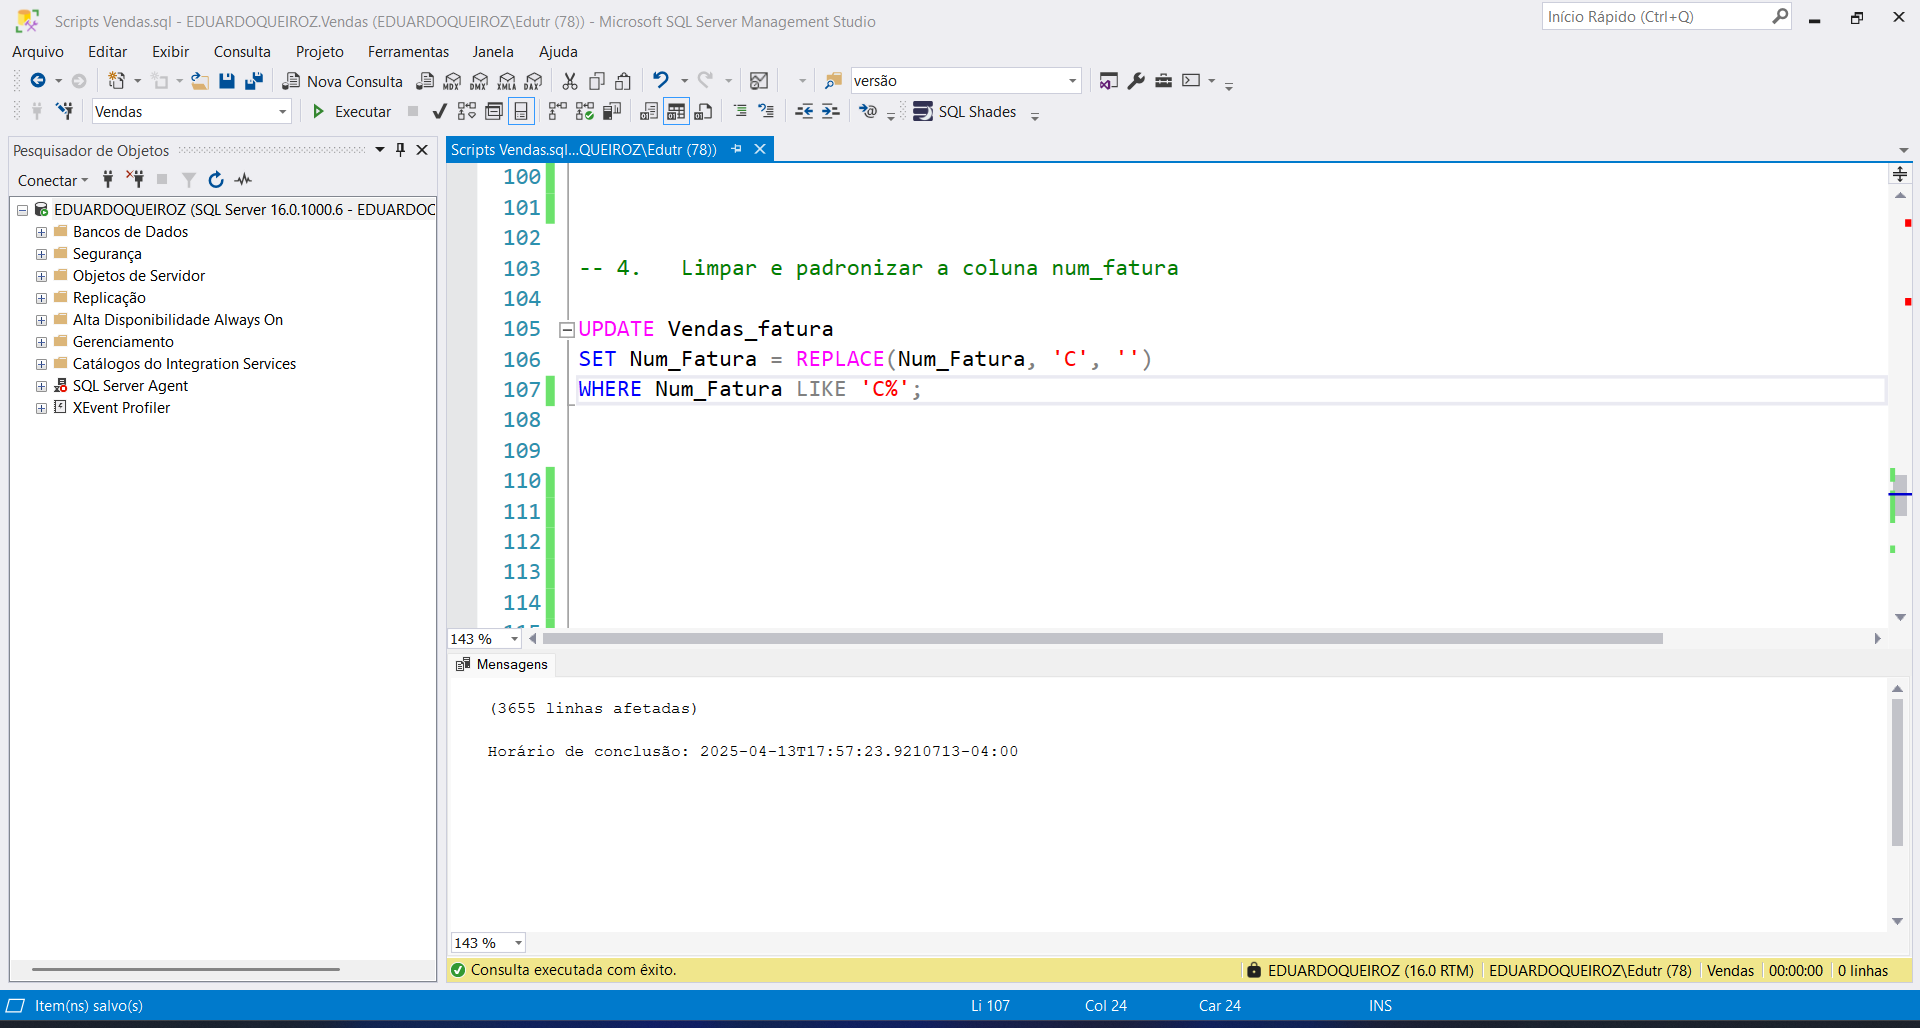 Scripts Vendas.sql - EDUARDOQUEIROZ.Vendas (EDUARDOQUEIROZ\Edutr (78)) - Microsoft SQL Server Management Studio
Início Rápido (Ctrl+Q)
Arquivo Editar Exibir Consulta Projeto Ferramentas Janela Ajuda
Nova Consulta MDX DMX XMLA DAX versão
Vendas Executar SQL Shades
Pesquisador de Objetos
Conectar
EDUARDOQUEIROZ (SQL Server 16.0.1000.6 - EDUARDOC
Bancos de Dados
Segurança
Objetos de Servidor
Replicação
Alta Disponibilidade Always On
Gerenciamento
Catálogos do Integration Services
SQL Server Agent
XEvent Profiler
Scripts Vendas.sql...QUEIROZ\Edutr (78))
100
101
102
103 -- 4. Limpar e padronizar a coluna num_fatura
104
105 UPDATE Vendas_fatura
106 SET Num_Fatura = REPLACE(Num_Fatura, 'C', '')
107 WHERE Num_Fatura LIKE 'C%';
108
109
110
111
112
113
114
115
143 %
Mensagens
(3655 linhas afetadas)
Horário de conclusão: 2025-04-13T17:57:23.9210713-04:00
143 %
Consulta executada com êxito. EDUARDOQUEIROZ (16.0 RTM) EDUARDOQUEIROZ\Edutr (78) Vendas 00:00:00 0 linhas
Item(ns) salvo(s) Li 107 Col 24 Car 24 INS